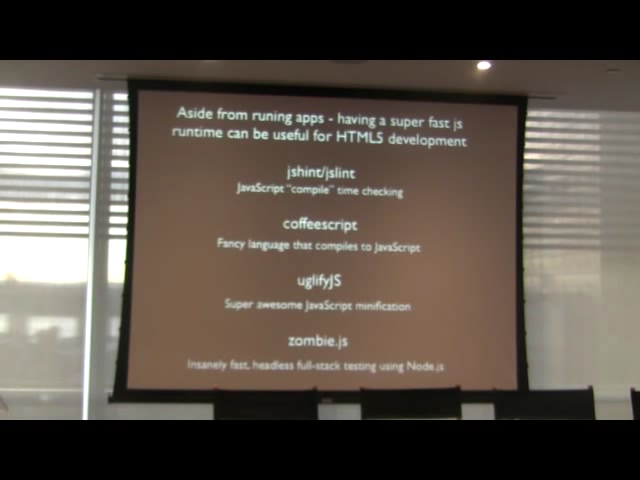 Aside from runing apps - having a super fast js
runtime can be useful for HTML5 development
jshint/jslint
JavaScript "compile" time checking
coffeescript
Fancy language that compiles to JavaScript
uglifyJS
Super awesome JavaScript minification
zombie.js
Insanely fast, headless full-stack testing using Node.js